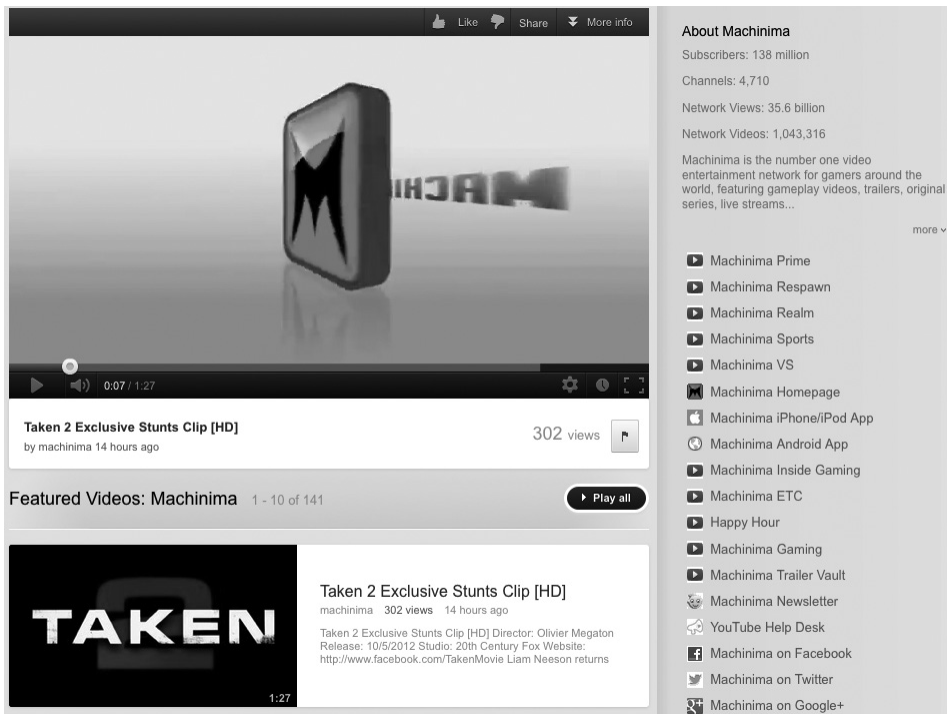 Like
Share
More info
MACHI
0:07 / 1:27
Taken 2 Exclusive Stunts Clip [HD]
by machinima 14 hours ago
302 views
Featured Videos: Machinima 1 - 10 of 141
Play all
TAKEN
2
1:27
Taken 2 Exclusive Stunts Clip [HD]
machinima 302 views 14 hours ago
Taken 2 Exclusive Stunts Clip [HD] Director: Olivier Megaton
Release: 10/5/2012 Studio: 20th Century Fox Website:
http://www.facebook.com/TakenMovie Liam Neeson returns
About Machinima
Subscribers: 138 million
Channels: 4,710
Network Views: 35.6 billion
Network Videos: 1,043,316
Machinima is the number one video
entertainment network for gamers around the
world, featuring gameplay videos, trailers, original
series, live streams...
more
Machinima Prime
Machinima Respawn
Machinima Realm
Machinima Sports
Machinima VS
Machinima Homepage
Machinima iPhone/iPod App
Machinima Android App
Machinima Inside Gaming
Machinima ETC
Happy Hour
Machinima Gaming
Machinima Trailer Vault
Machinima Newsletter
YouTube Help Desk
Machinima on Facebook
Machinima on Twitter
Machinima on Google+